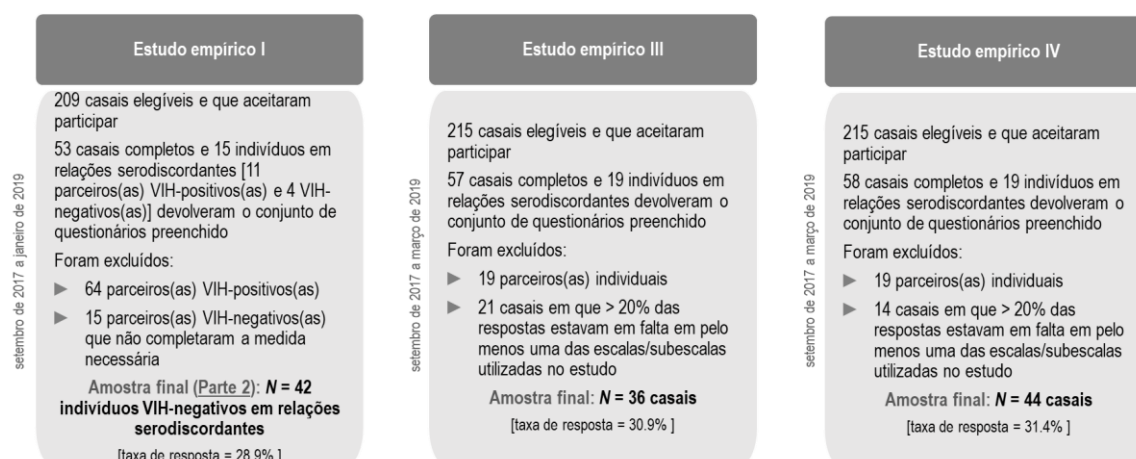 Estudo empírico I
setembro de 2017 a janeiro de 2019
209 casais elegíveis e que aceitaram
participar
53 casais completos e 15 indivíduos em
relações serodiscordantes [11
parceiros(as) VIH-positivos(as) e 4 VIH-
negativos(as)] devolveram o conjunto de
questionários preenchido
Foram excluídos:
► 64 parceiros(as) VIH-positivos(as)
► 15 parceiros(as) VIH-negativos(as)
que não completaram a medida
necessária
Amostra final (Parte 2): N = 42
indivíduos VIH-negativos em relações
serodiscordantes
[taxa de resposta = 28.9% ]
Estudo empírico III
setembro de 2017 a março de 2019
215 casais elegíveis e que aceitaram
participar
57 casais completos e 19 indivíduos em
relações serodiscordantes devolveram o
conjunto de questionários preenchido
Foram excluídos:
► 19 parceiros(as) individuais
► 21 casais em que > 20% das
respostas estavam em falta em pelo
menos uma das escalas/subescalas
utilizadas no estudo
Amostra final: N = 36 casais
[taxa de resposta = 30.9% ]
Estudo empírico IV
setembro de 2017 a março de 2019
215 casais elegíveis e que aceitaram
participar
58 casais completos e 19 indivíduos em
relações serodiscordantes devolveram o
conjunto de questionários preenchido
Foram excluídos:
► 19 parceiros(as) individuais
► 14 casais em que > 20% das
respostas estavam em falta em pelo
menos uma das escalas/subescalas
utilizadas no estudo
Amostra final: N = 44 casais
[taxa de resposta = 31.4% ]